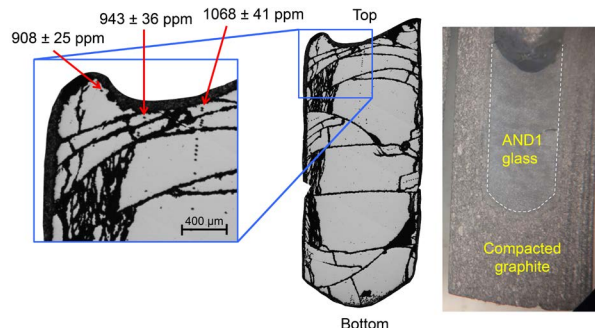 908 ± 25 ppm
943 ± 36 ppm
1068 ± 41 ppm
Top
400 µm
Bottom
AND1
glass
Compacted
graphite